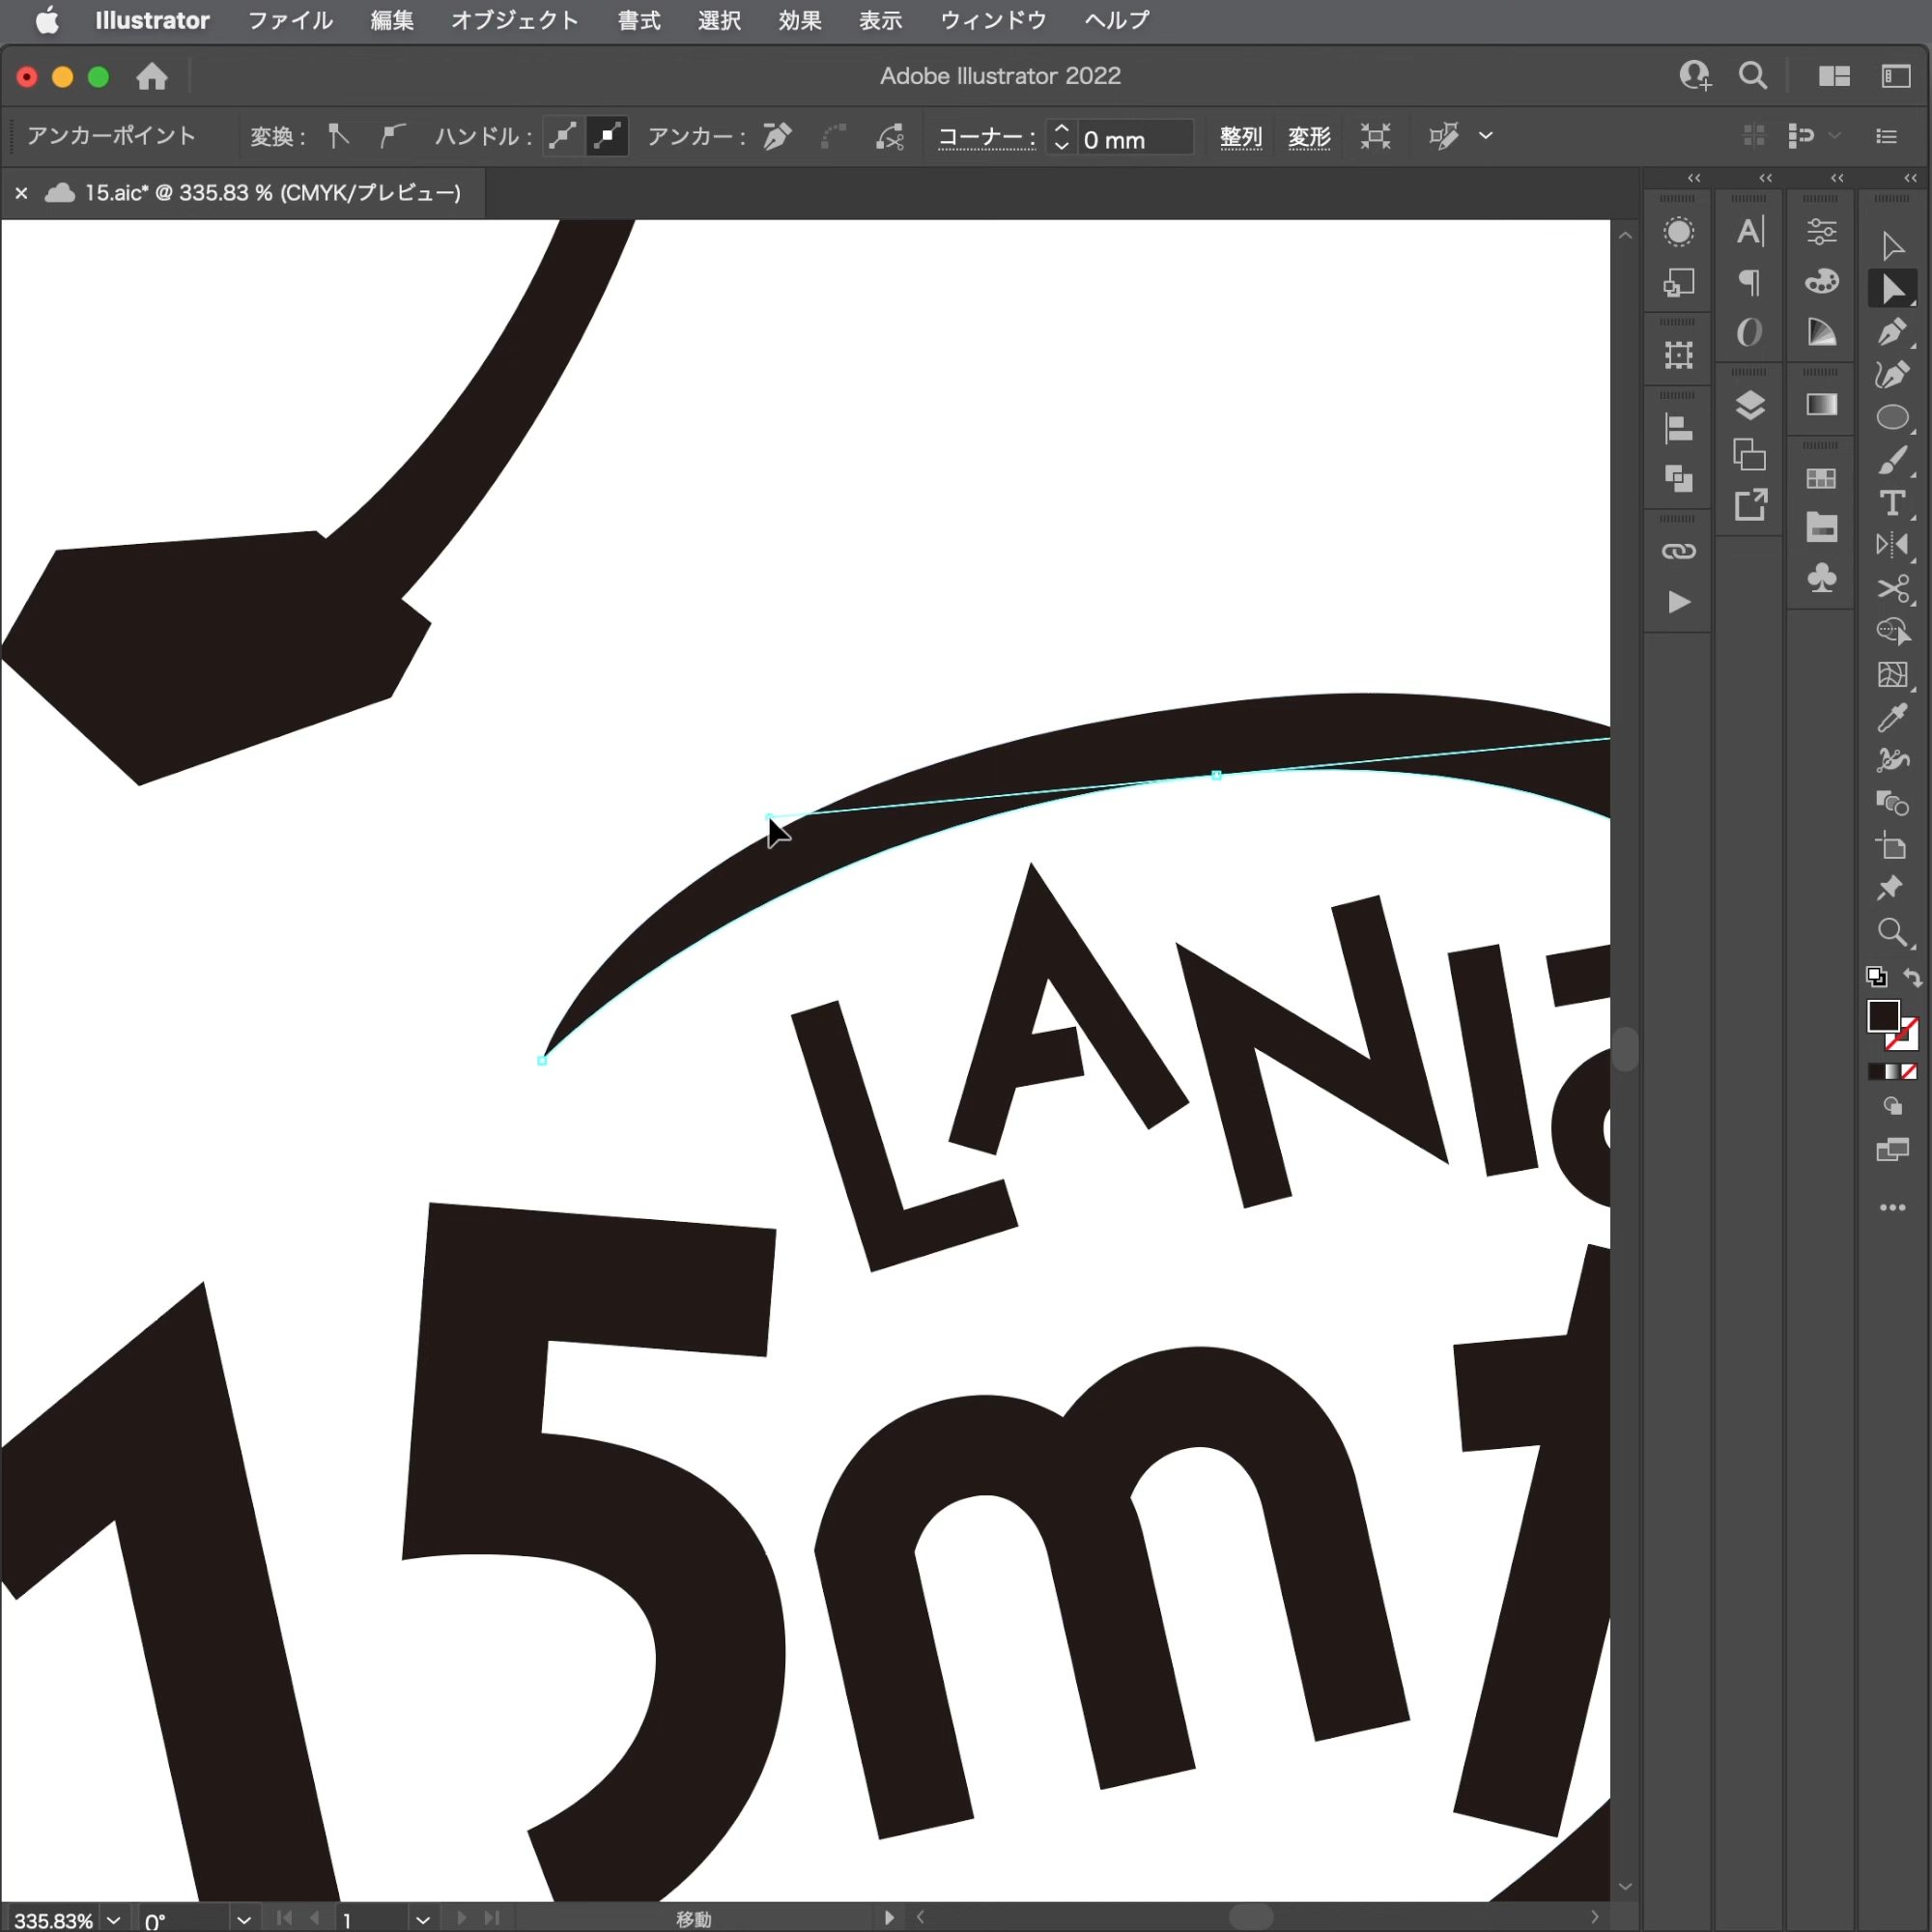 Illustrator ファイル 編集 オブジェクト 書式 選択 効果 表示 ウィンドウ ヘルプ
Adobe Illustrator 2022
アンカーポイント 変換： ハンドル： アンカー： コーナー： 0 mm 整列 変形
× 15.aic* @ 335.83 % (CMYK/プレビュー)
LANI
15m
335.83% 0° 1 移動